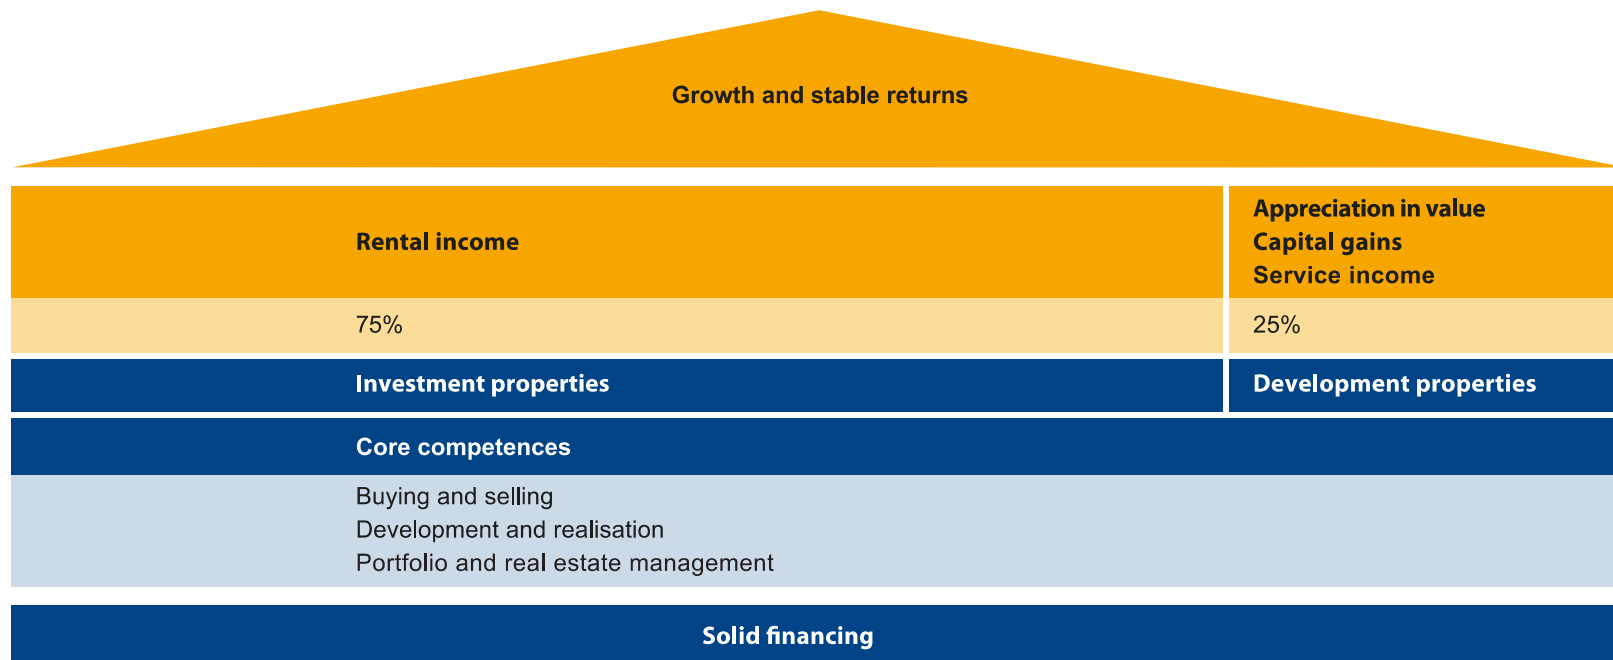 Growth and stable returns
Rental income
Appreciation in value
Capital gains
Service income
75%
25%
Investment properties
Development properties
Core competences
Buying and selling
Development and realisation
Portfolio and real estate management
Solid financing